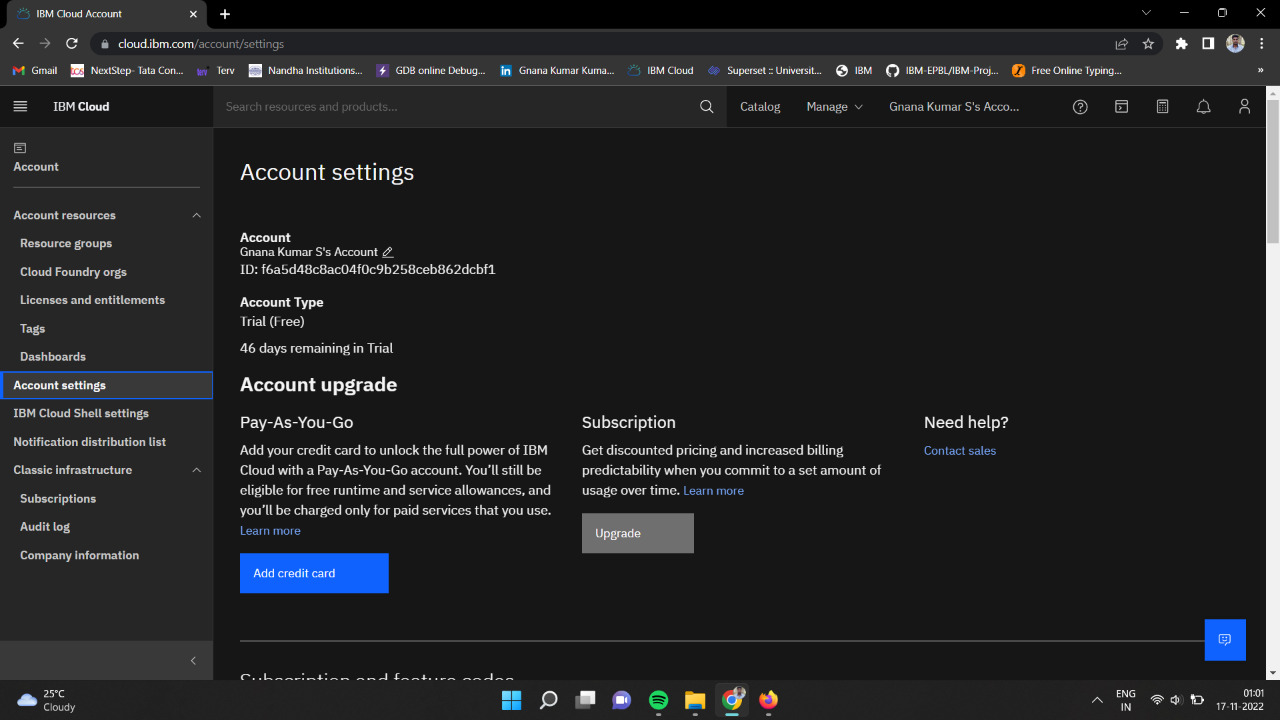 IBM Cloud Account
cloud.ibm.com/account/settings
Gmail
NextStep- Tata Con...
Terv
Nandha Institutions...
GDB online Debug...
Gnana Kumar Kuma...
IBM Cloud
Superset :: Universit...
IBM
IBM-EPBL/IBM-Proj...
Free Online Typing...
»
IBM Cloud
Search resources and products...
Catalog
Manage
Gnana Kumar S's Acco...
Account
Account resources
Resource groups
Cloud Foundry orgs
Licenses and entitlements
Tags
Dashboards
Account settings
IBM Cloud Shell settings
Notification distribution list
Classic infrastructure
Subscriptions
Audit log
Company information
Account settings
Account
Gnana Kumar S's Account
ID: f6a5d48c8ac04f0c9b258ceb862dcbf1
Account Type
Trial (Free)
46 days remaining in Trial
Account upgrade
Pay-As-You-Go
Add your credit card to unlock the full power of IBM
Cloud with a Pay-As-You-Go account. You’ll still be
eligible for free runtime and service allowances, and
you’ll be charged only for paid services that you use.
Learn more
Add credit card
Subscription
Get discounted pricing and increased billing
predictability when you commit to a set amount of
usage over time. Learn more
Upgrade
Need help?
Contact sales
Subscription and feature codes
25°C
Cloudy
ENG
IN
01:01
17-11-2022